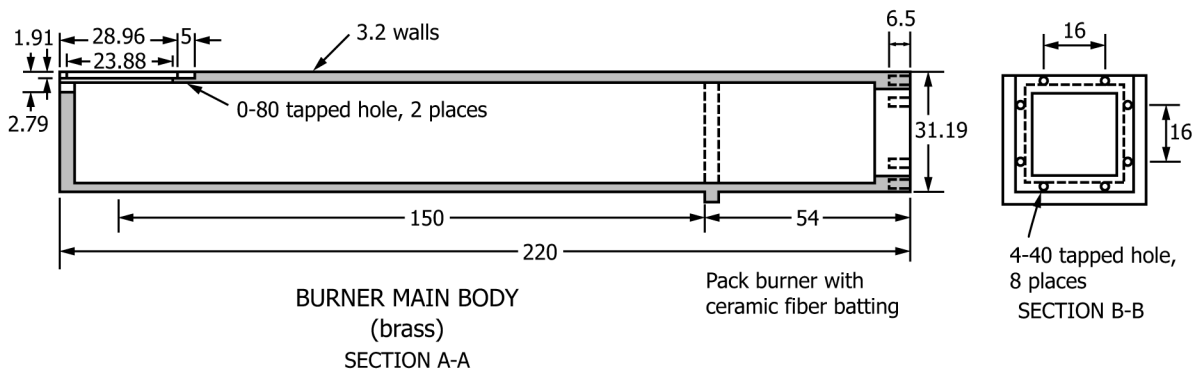 6.5
1.91
28.96
5
3.2 walls
16
23.88
0-80 tapped hole, 2 places
2.79
31.19
16
150
54
220
4-40 tapped hole,
8 places
Pack burner with
ceramic fiber batting
BURNER MAIN BODY
(brass)
SECTION A-A
SECTION B-B